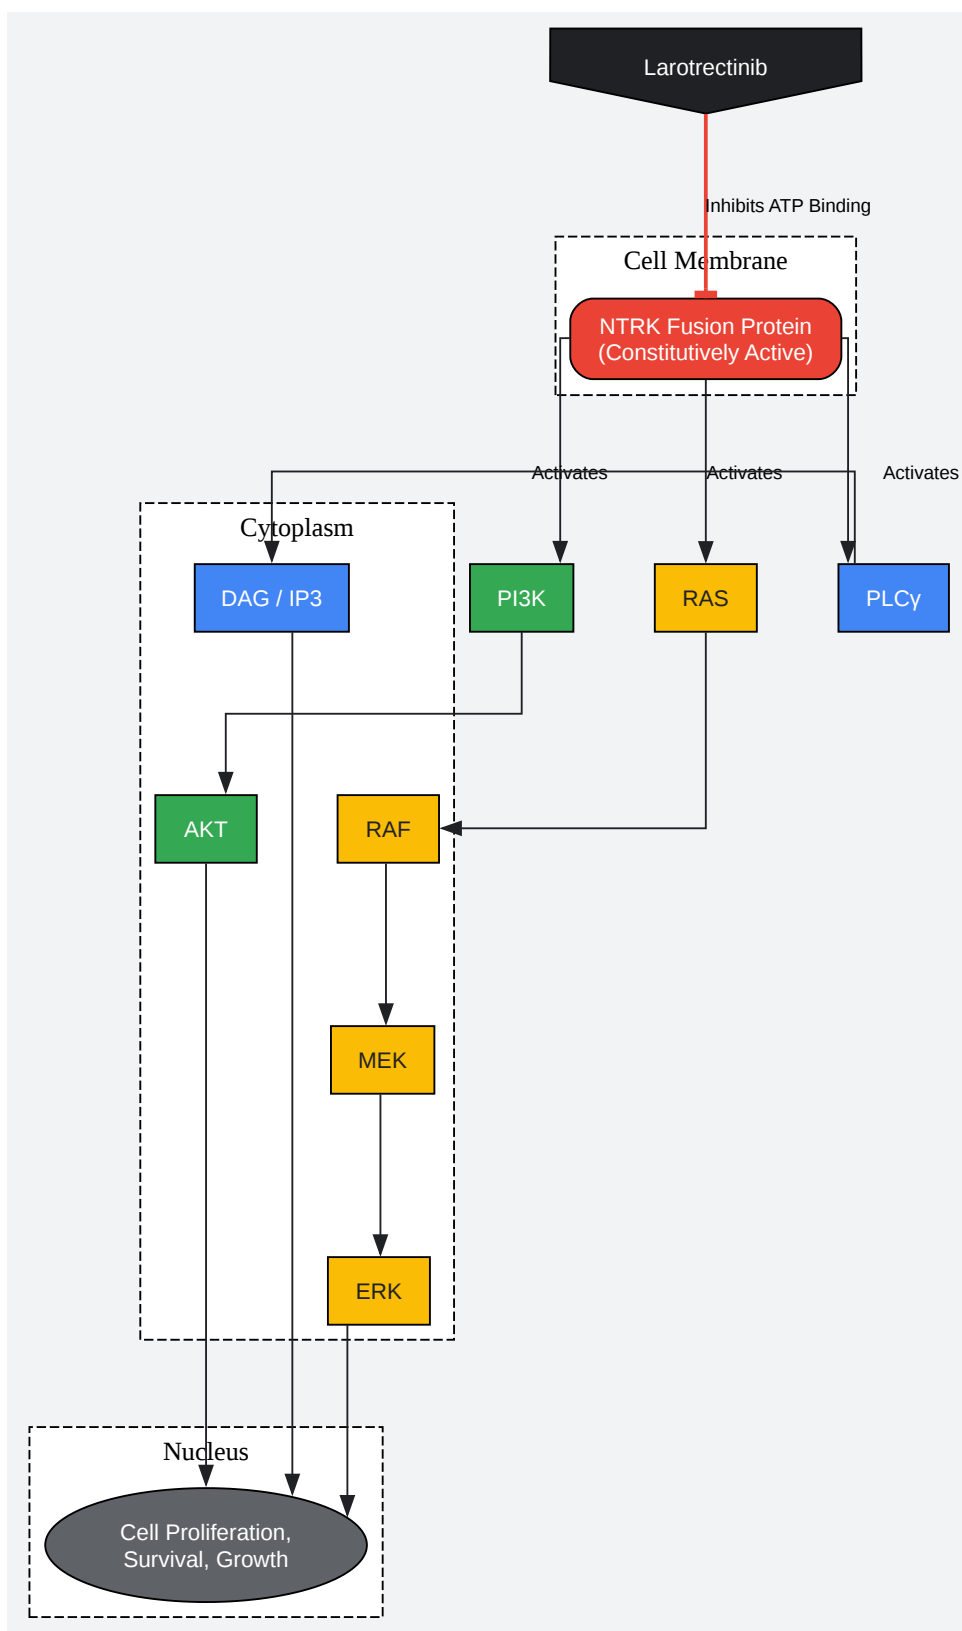 Larotrectinib
Inhibits ATP Binding
Cell Membrane
NTRK Fusion Protein
(Constitutively Active)
Activates
Activates
Activates
Cytoplasm
DAG / IP3
PI3K
RAS
PLCγ
AKT
RAF
MEK
ERK
Nucleus
Cell Proliferation,
Survival, Growth